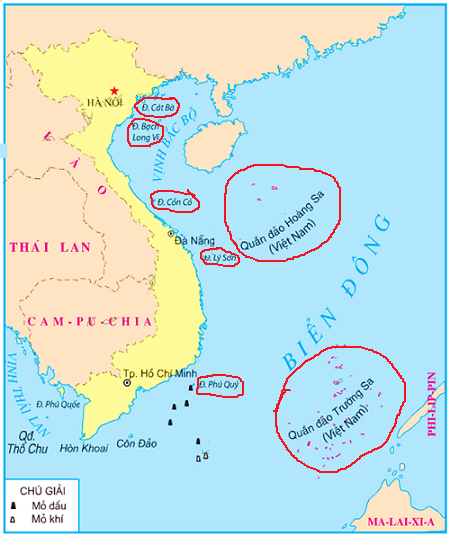 HÀ NỘI
Đ. Cát Bà
Đ. Bạch
Long Vĩ
VỊNH BẮC BỘ
LÀO
Đ. Cồn Cỏ
Quần đảo Hoàng Sa
(Việt Nam)
Đà Nẵng
Đ. Lý Sơn
THÁI LAN
BIỂN ĐÔNG
CAM-PU-CHIA
Tp. Hồ Chí Minh
Đ. Phú Quý
VỊNH THÁI LAN
Đ. Phú Quốc
Quần đảo Trường Sa
(Việt Nam)
PHI-LIP-PIN
Qđ.
Thổ Chu
Hòn Khoai
Côn Đảo
CHÚ GIẢI
Mỏ dầu
Mỏ khí
MA-LAI-XI-A